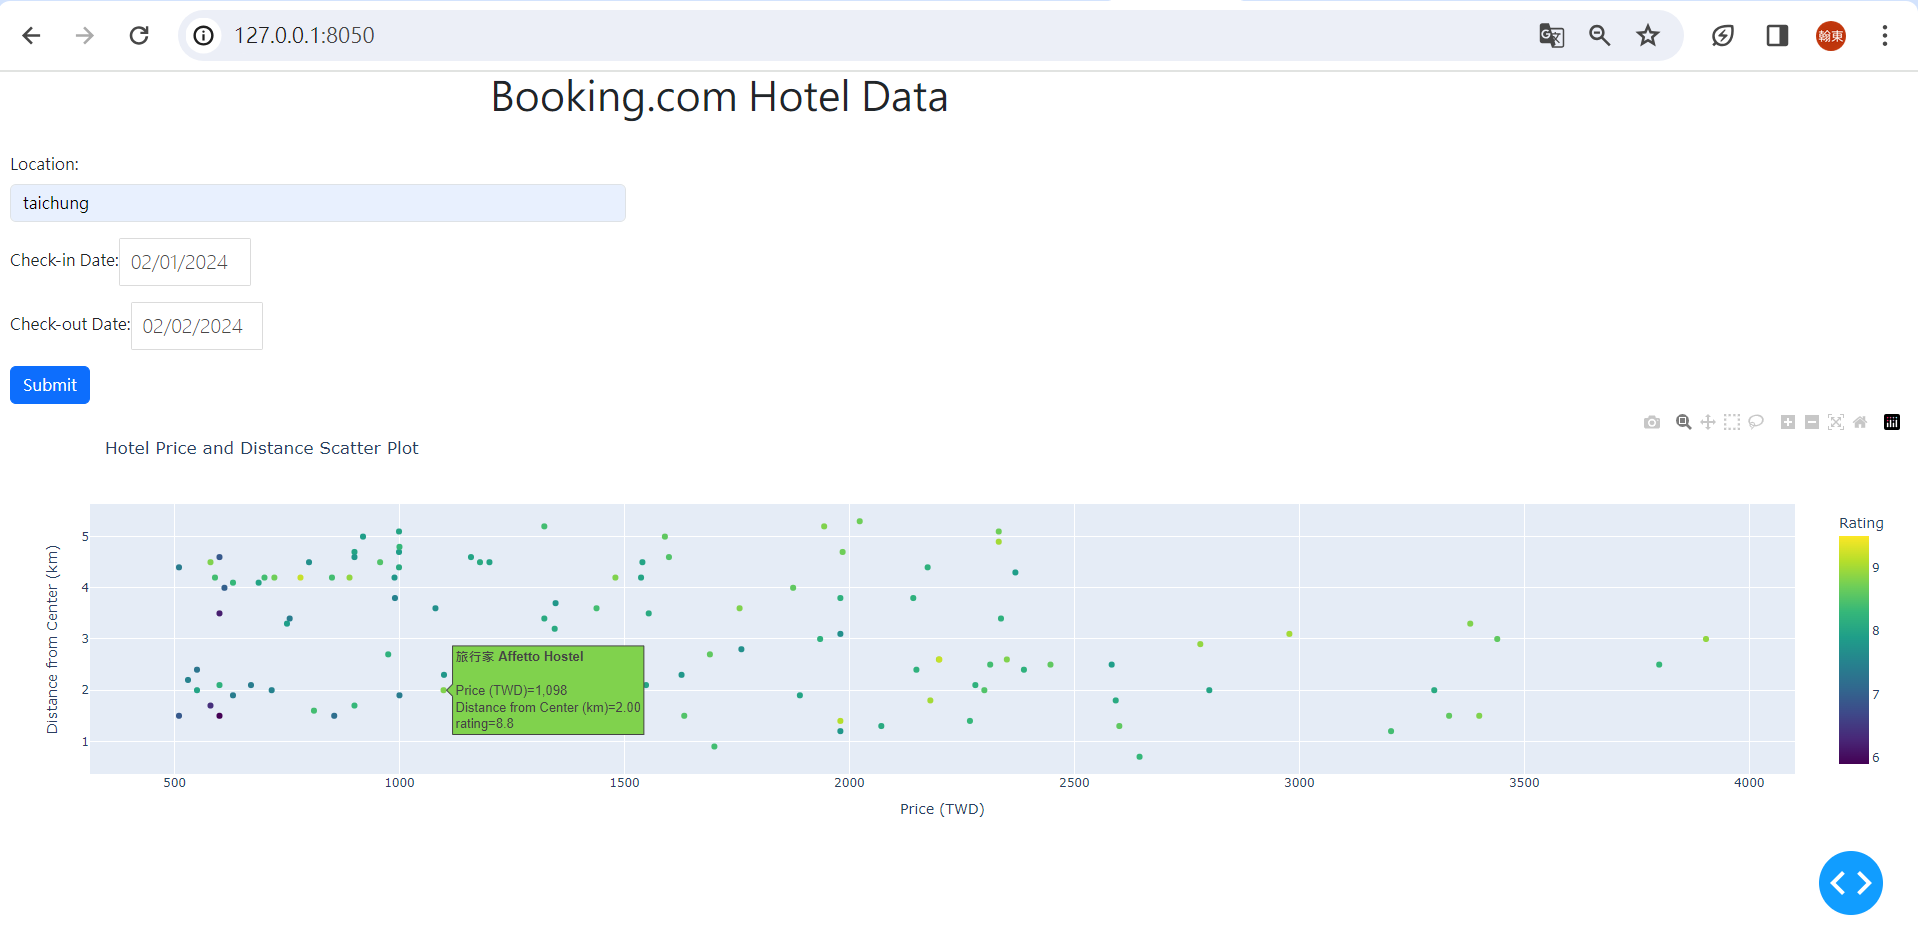 127.0.0.1:8050
翰東
Booking.com Hotel Data
Location:
taichung
Check-in Date: 02/01/2024
Check-out Date: 02/02/2024
Submit
Hotel Price and Distance Scatter Plot
Distance from Center (km)
5
4
3
2
1
旅行家 Affetto Hostel
Price (TWD)=1,098
Distance from Center (km)=2.00
rating=8.8
500 1000 1500 2000 2500 3000 3500 4000
Price (TWD)
Rating
9
8
7
6